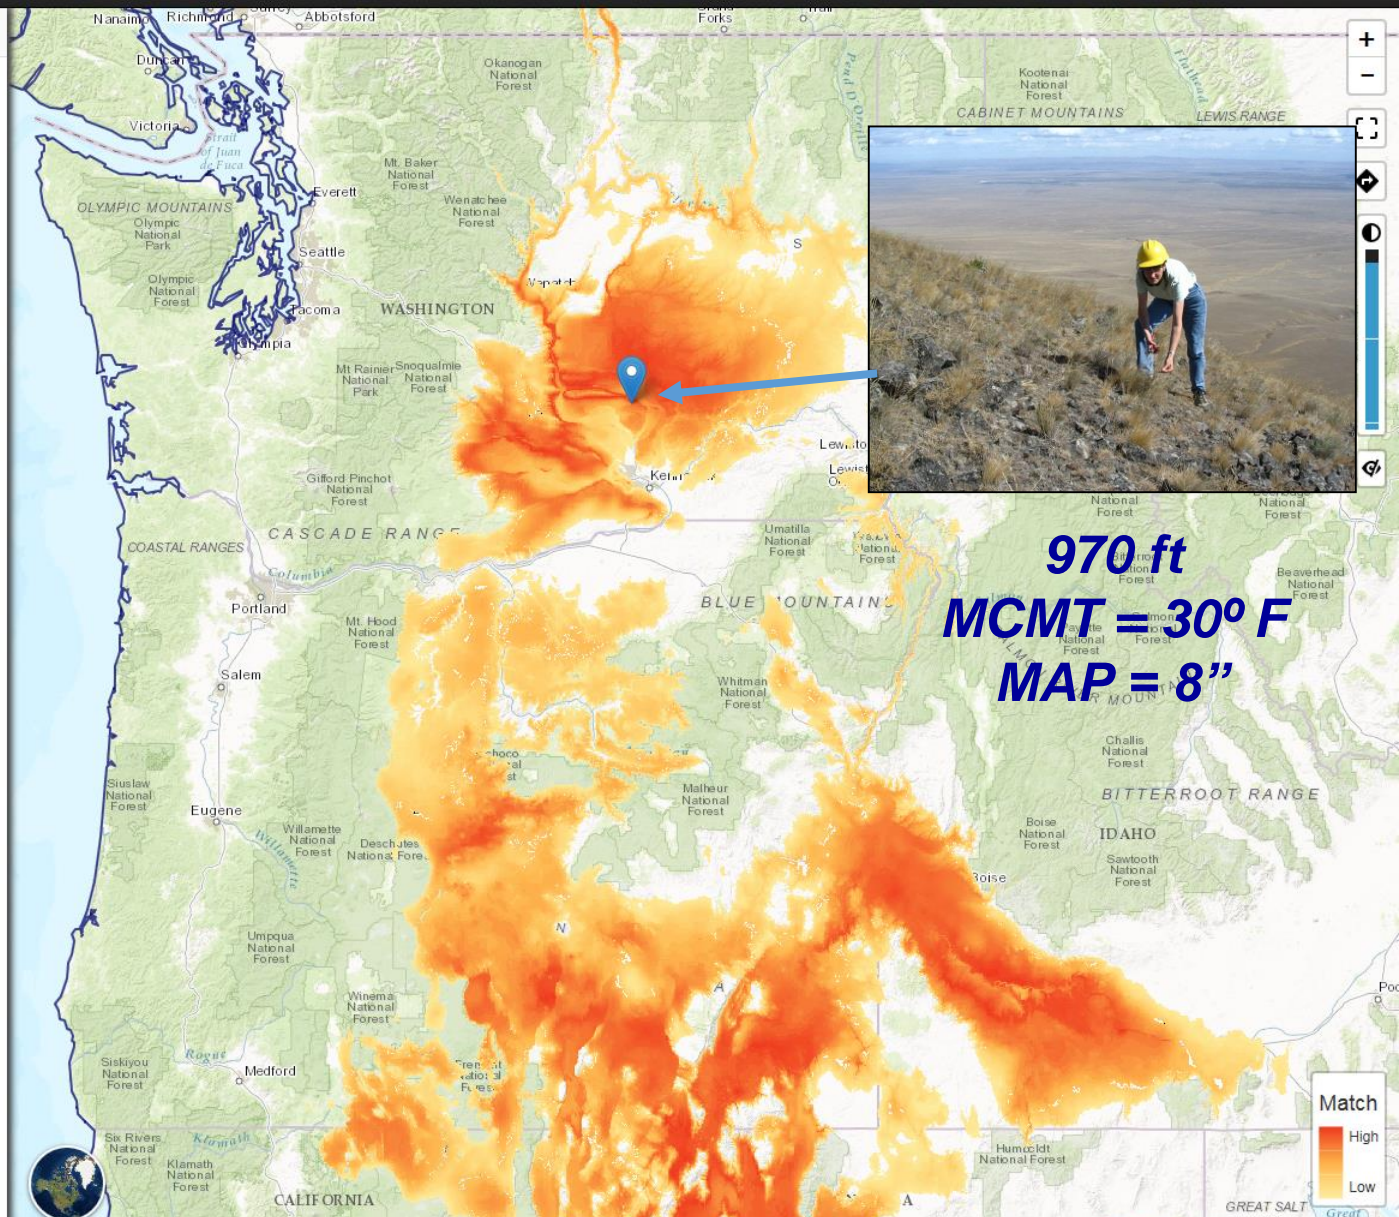 Nanaimo
Richmond
Abbotsford
Forks
Duncan
Victoria
Strait
of Juan
de Fuca
Okanogan
National
Forest
Pend D'Oreille
Kootenai
National
Forest
Flathead
CABINET MOUNTAINS
LEWIS RANGE
+
−
Mt. Baker
National
Forest
Everett
OLYMPIC MOUNTAINS
Olympic
National
Park
Wenatchee
National
Forest
S
Seattle
Olympic
National
Forest
Tacoma
WASHINGTON
Mt Rainier
National
Park
Snoqualmie
National
Forest
Gifford Pinchot
National
Forest
CASCADE RANGE
COASTAL RANGES
Columbia
Portland
Mt. Hood
National
Forest
Umatilla
National
Forest
National
Forest
BLUE MOUNTAINS
National
Forest
Beaverhead
National
Forest
970 ft
MCMT = 30º F
MAP = 8”
Salem
Whitman
National
Forest
Challis
National
Forest
Siuslaw
National
Forest
Malheur
National
Forest
BITTERROOT RANGE
Eugene
Willamette
Willamette
National
Forest
Deschutes
Boise
National
Forest
IDAHO
Sawtooth
National
Forest
Boise
Umpqua
National
Forest
N
A
Winema
National
Forest
Siskiyou
National
Forest
Rogue
Medford
Six Rivers
National
Forest
Klamath
Klamath
National
Forest
CALIFORNIA
Humboldt
National Forest
A
GREAT SALT
Great
Match
High
Low